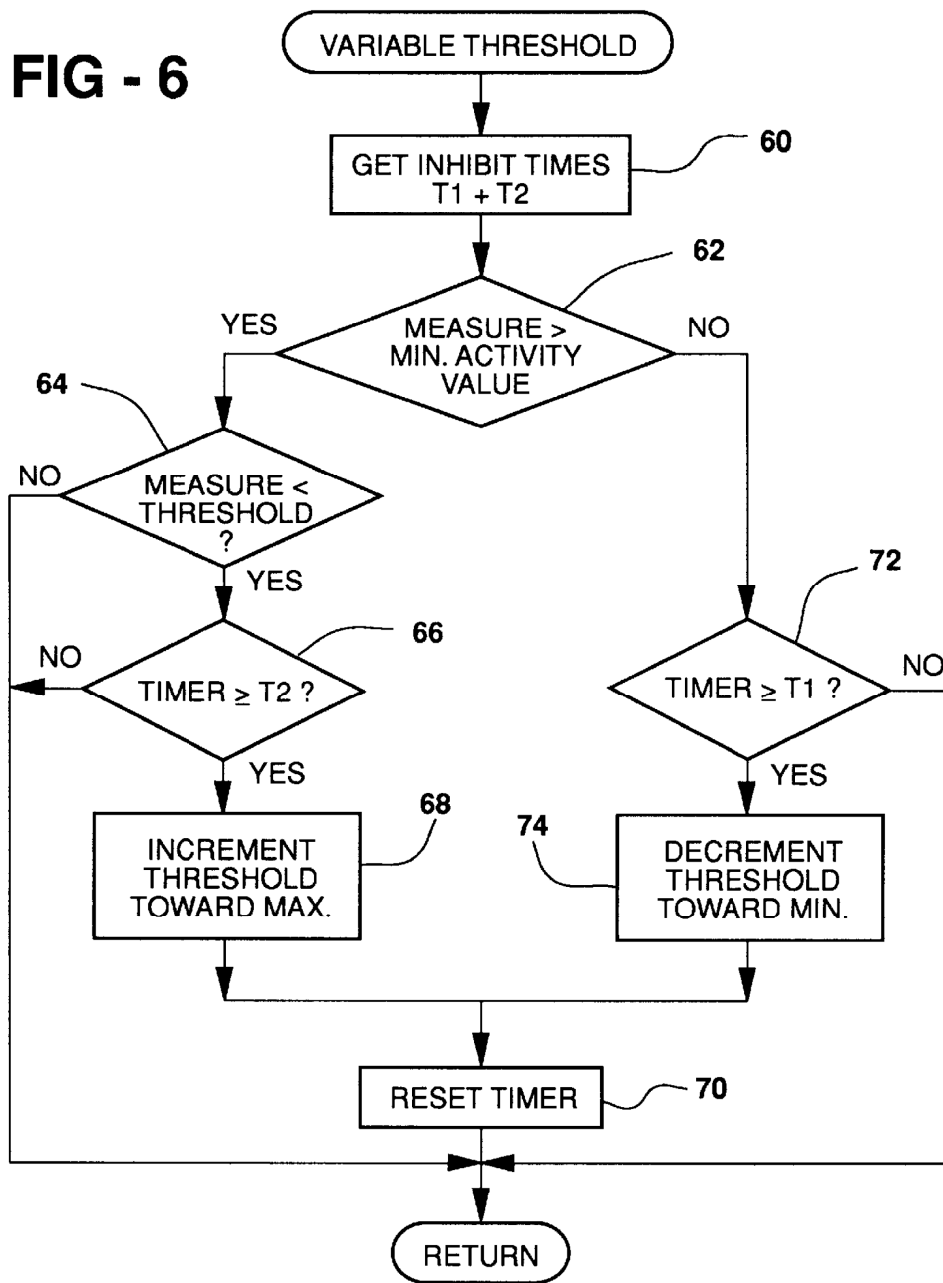 FIG - 6
VARIABLE THRESHOLD
60
GET INHIBIT TIMES
T1 + T2
62
YES
MEASURE >
MIN. ACTIVITY
VALUE
NO
64
NO
MEASURE <
THRESHOLD
?
YES
72
66
NO
TIMER ≥ T2 ?
TIMER ≥ T1 ?
NO
YES
YES
68
74
INCREMENT
THRESHOLD
TOWARD MAX.
DECREMENT
THRESHOLD
TOWARD MIN.
RESET TIMER
70
RETURN